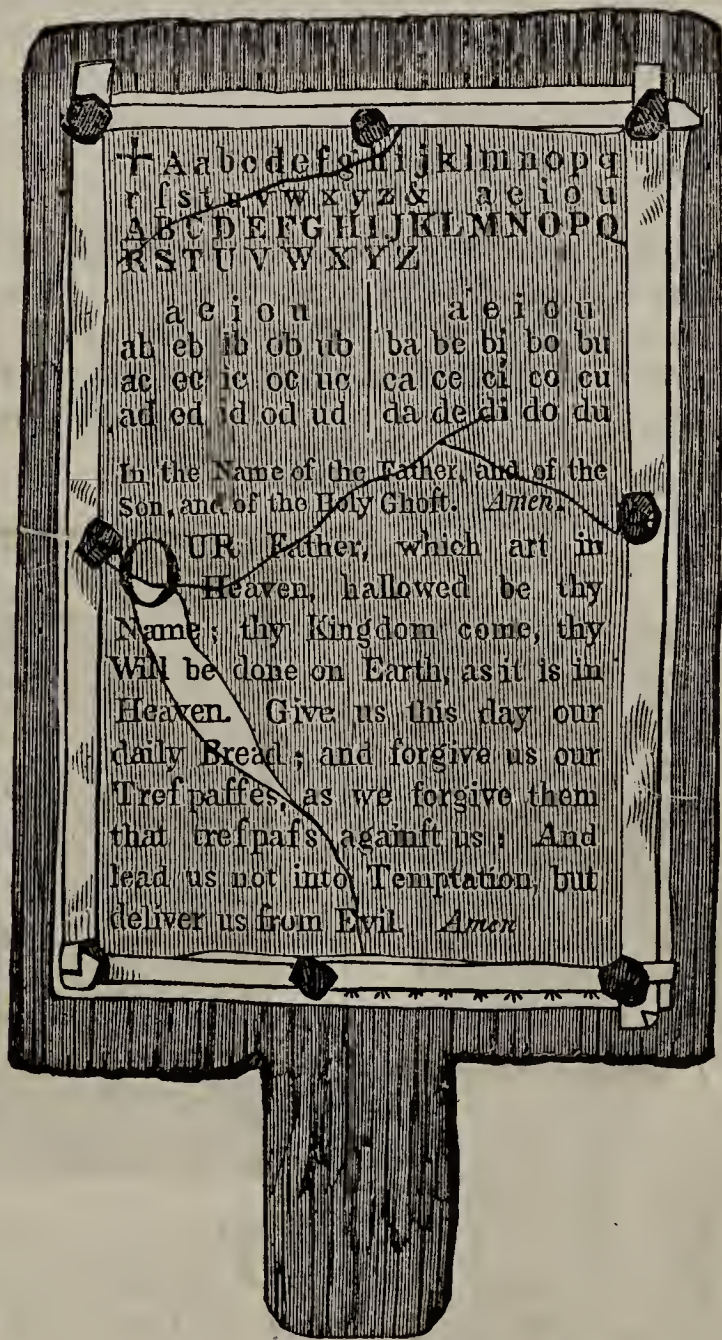 ✝ A a b c d e f g h i j k l m n o p q
r ſ s t u v w x y z & a e i o u
A B C D E F G H I J K L M N O P Q
R S T U V W X Y Z
a e i o u a e i o u
ab eb ib ob ub ba be bi bo bu
ac ec ic oc uc ca ce ci co cu
ad ed id od ud da de di do du
In the Name of the Father, and of the
Son, and of the Holy Ghoſt. Amen.
OUR Father, which art in
Heaven, hallowed be thy
Name; thy Kingdom come, thy
Will be done on Earth, as it is in
Heaven. Give us this day our
daily Bread; and forgive us our
Treſpaſſes, as we forgive them
that treſpaſs againſt us: And
lead us not into Temptation, but
deliver us from Evil. Amen